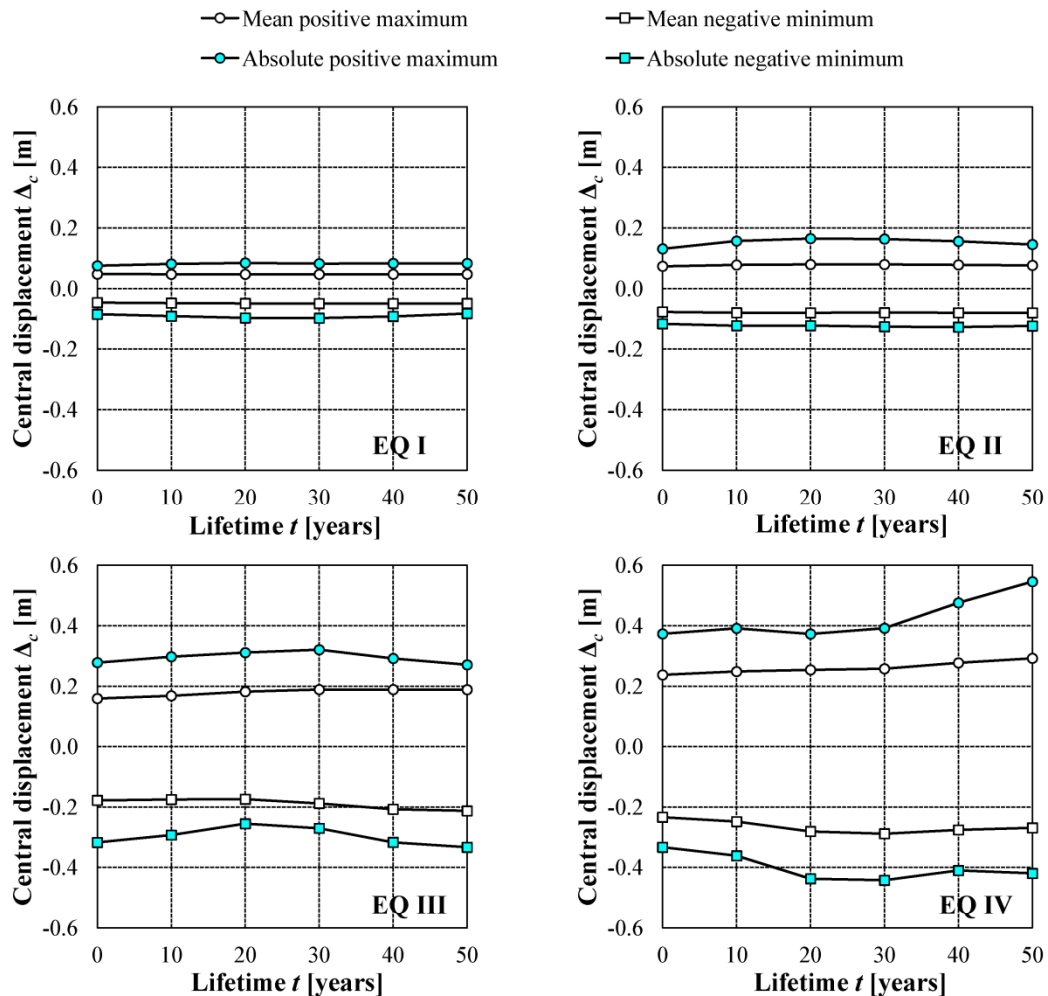 Mean positive maximum
Mean negative minimum
Absolute positive maximum
Absolute negative minimum
Central displacement Δc [m]
0.6
0.4
0.2
0.0
-0.2
-0.4
-0.6
EQ I
0 10 20 30 40 50
Lifetime t [years]
Central displacement Δc [m]
0.6
0.4
0.2
0.0
-0.2
-0.4
-0.6
EQ II
0 10 20 30 40 50
Lifetime t [years]
Central displacement Δc [m]
0.6
0.4
0.2
0.0
-0.2
-0.4
-0.6
EQ III
0 10 20 30 40 50
Lifetime t [years]
Central displacement Δc [m]
0.6
0.4
0.2
0.0
-0.2
-0.4
-0.6
EQ IV
0 10 20 30 40 50
Lifetime t [years]